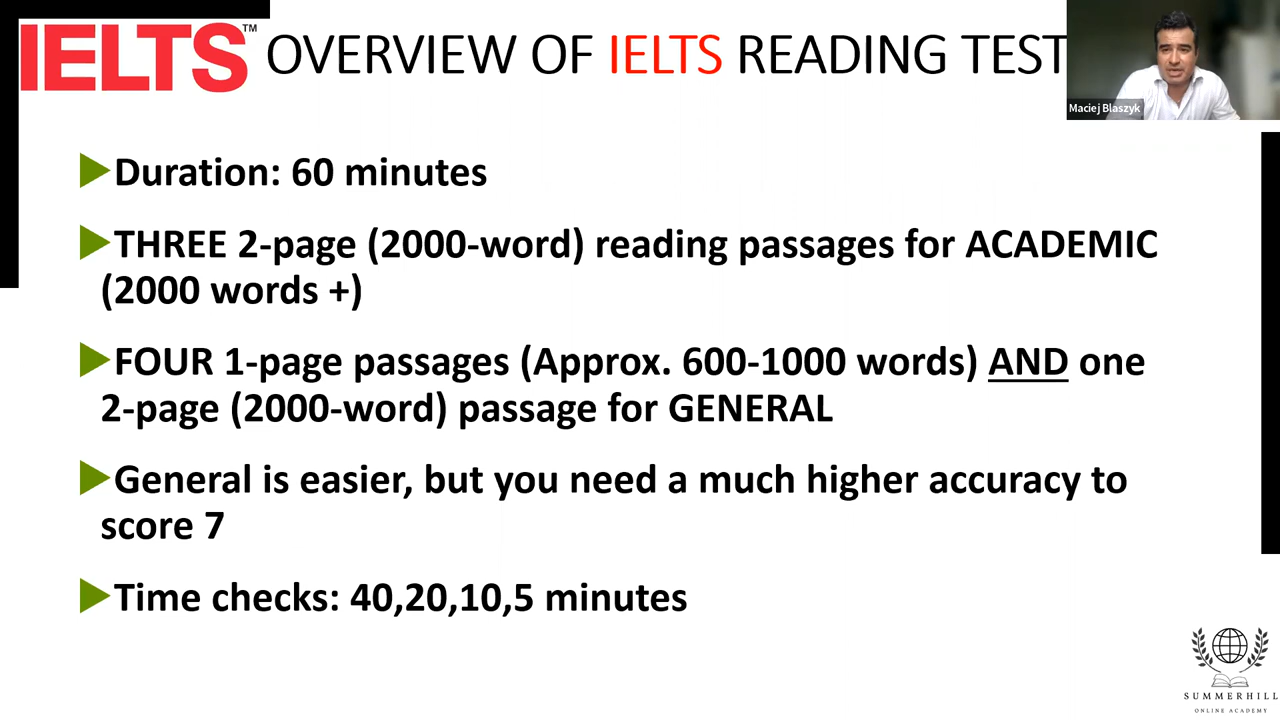 IELTS™ OVERVIEW OF IELTS READING TEST
Maciej Blaszyk
Duration: 60 minutes
THREE 2-page (2000-word) reading passages for ACADEMIC
(2000 words +)
FOUR 1-page passages (Approx. 600-1000 words) AND one
2-page (2000-word) passage for GENERAL
General is easier, but you need a much higher accuracy to
score 7
Time checks: 40,20,10,5 minutes
SUMMERHILL
ONLINE ACADEMY